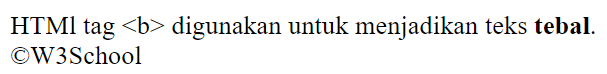 HTMl tag <b> digunakan untuk menjadikan teks tebal.
©W3School